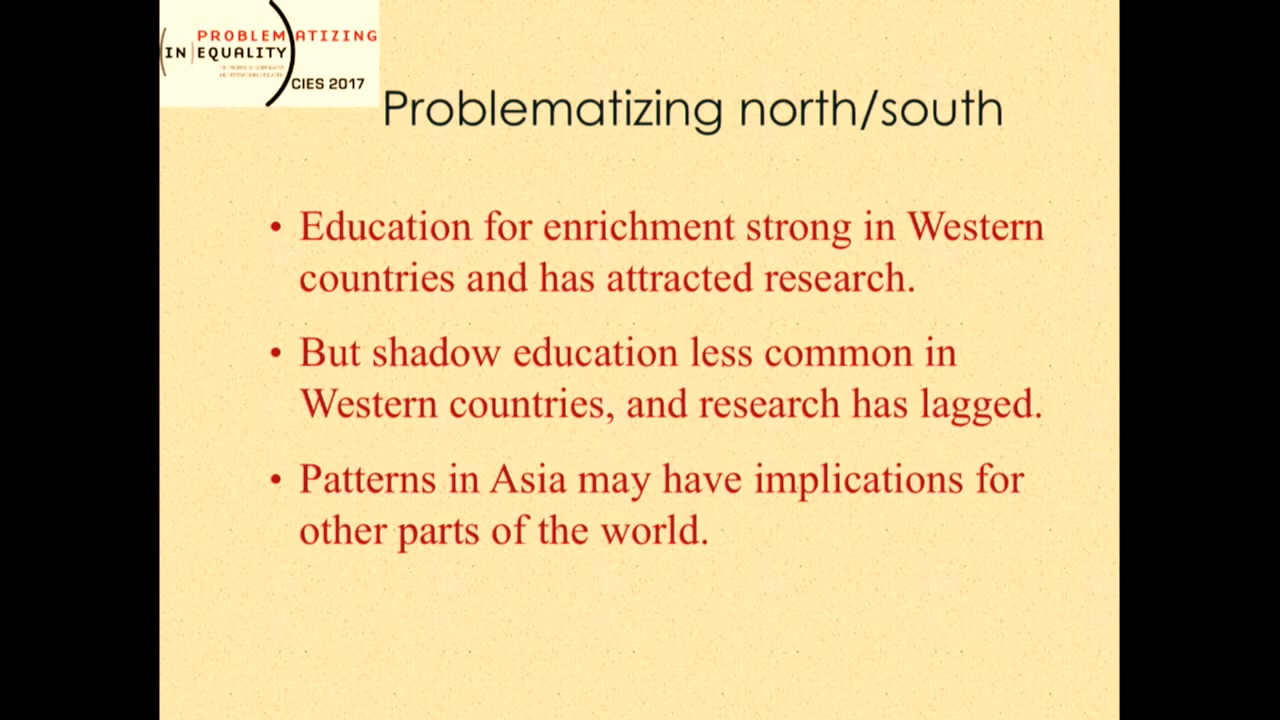 PROBLEMATIZING
IN EQUALITY
CIES 2017
Problematizing north/south
• Education for enrichment strong in Western
countries and has attracted research.
• But shadow education less common in
Western countries, and research has lagged.
• Patterns in Asia may have implications for
other parts of the world.